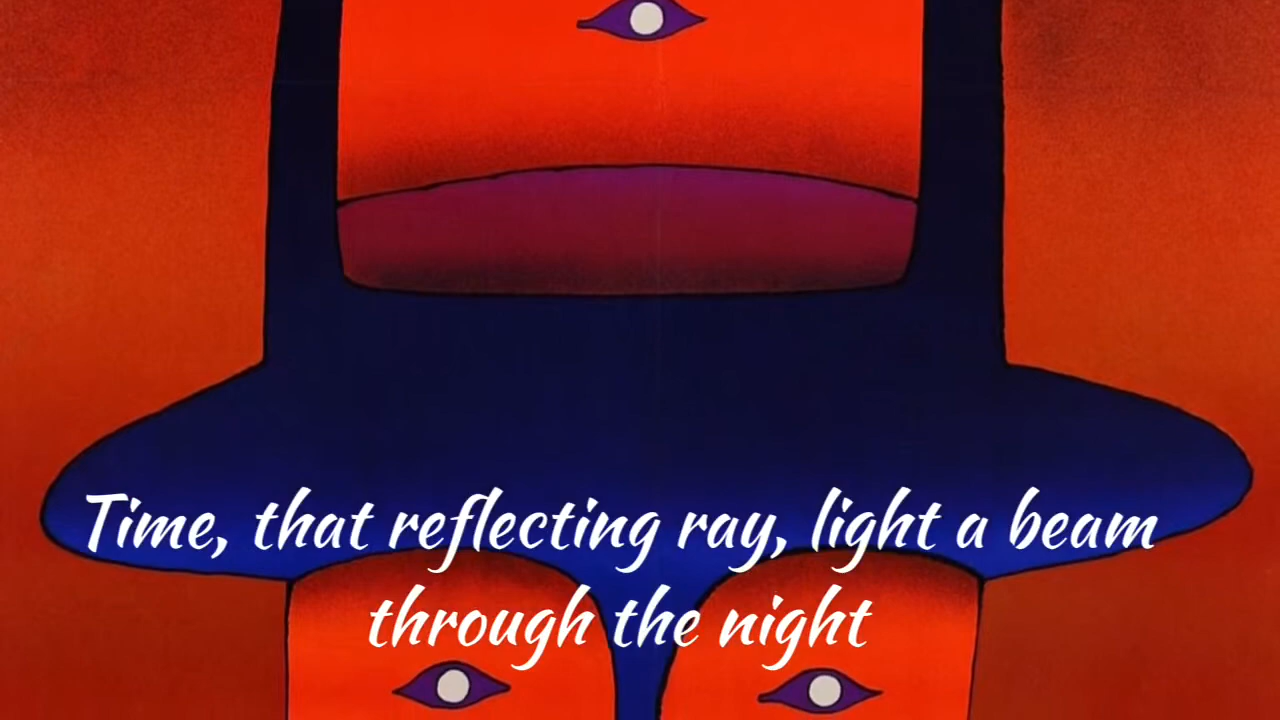 Time, that reflecting ray, light a beam
through the night